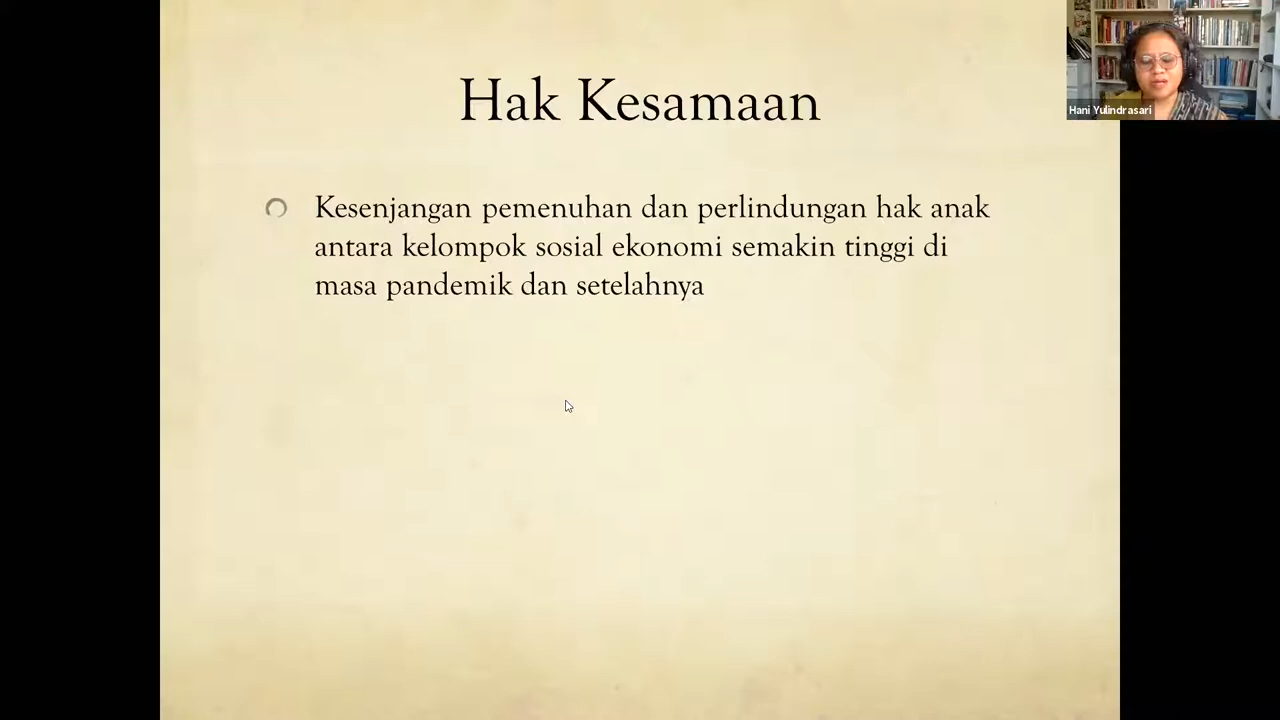 Hak Kesamaan
Hani Yulindrasari
Kesenjangan pemenuhan dan perlindungan hak anak
antara kelompok sosial ekonomi semakin tinggi di
masa pandemik dan setelahnya